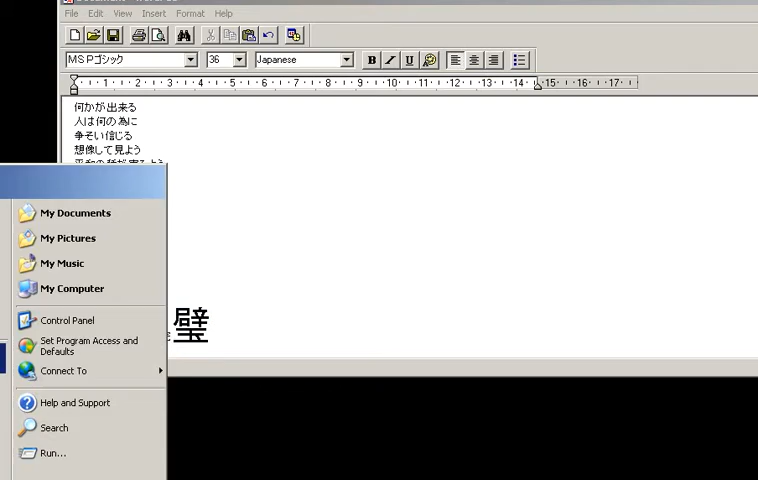 File Edit View Insert Format Help
MS Pゴシック 36 Japanese B I U
1 2 3 4 5 6 7 8 9 10 11 12 13 14 15 16 17
何かが出来る
人は何の為に
争そい信じる
想像して見よう
My Documents
My Pictures
My Music
My Computer
璧
Control Panel
Set Program Access and
Defaults
Connect To
Help and Support
Search
Run...